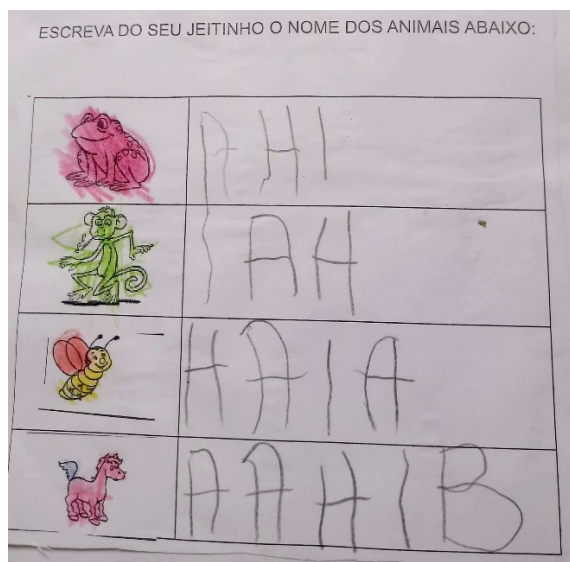 ESCREVA DO SEU JEITINHO O NOME DOS ANIMAIS ABAIXO:
AHI
IAH
HAIA
AAHIB